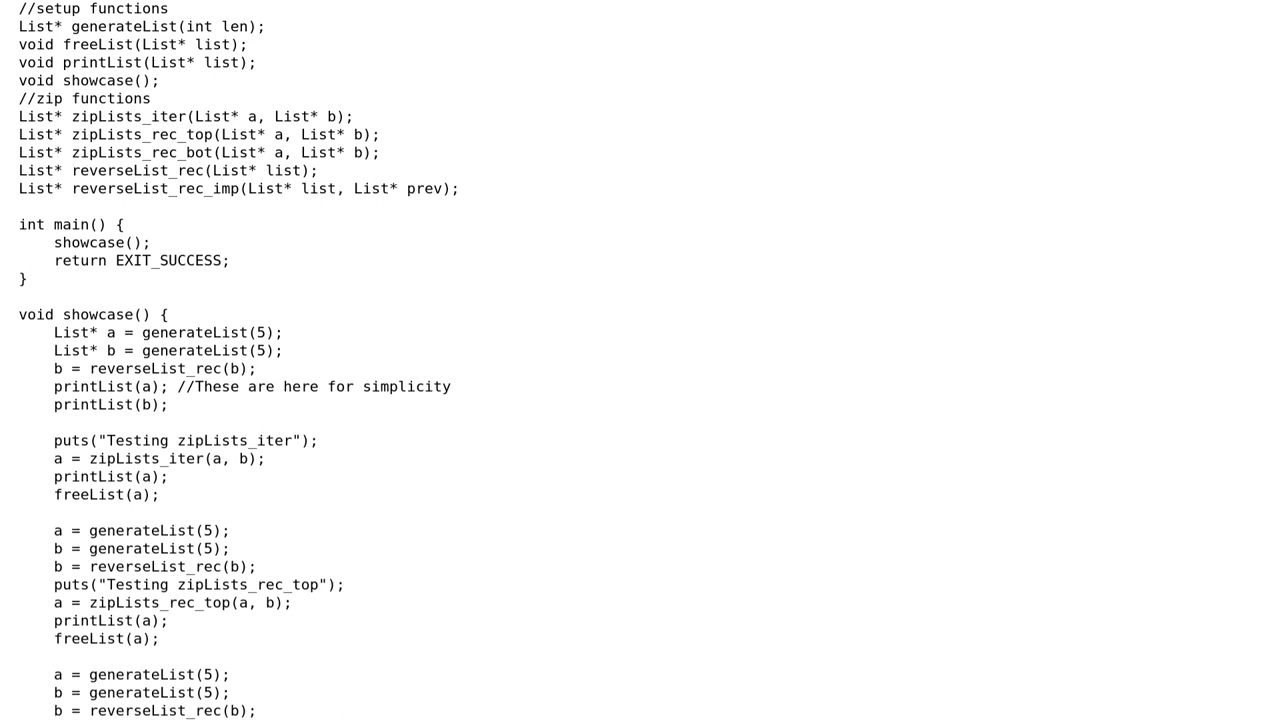 //setup functions
List* generateList(int len);
void freeList(List* list);
void printList(List* list);
void showcase();
//zip functions
List* zipLists_iter(List* a, List* b);
List* zipLists_rec_top(List* a, List* b);
List* zipLists_rec_bot(List* a, List* b);
List* reverseList_rec(List* list);
List* reverseList_rec_imp(List* list, List* prev);

int main() {
    showcase();
    return EXIT_SUCCESS;
}

void showcase() {
    List* a = generateList(5);
    List* b = generateList(5);
    b = reverseList_rec(b);
    printList(a); //These are here for simplicity
    printList(b);

    puts("Testing zipLists_iter");
    a = zipLists_iter(a, b);
    printList(a);
    freeList(a);

    a = generateList(5);
    b = generateList(5);
    b = reverseList_rec(b);
    puts("Testing zipLists_rec_top");
    a = zipLists_rec_top(a, b);
    printList(a);
    freeList(a);

    a = generateList(5);
    b = generateList(5);
    b = reverseList_rec(b);